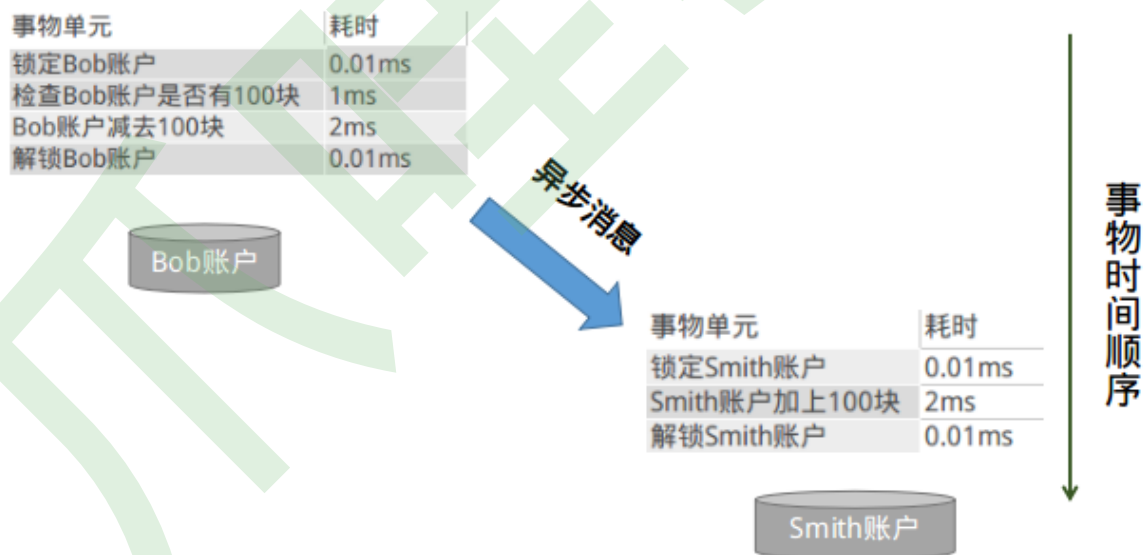 事物单元 耗时
锁定Bob账户 0.01ms
检查Bob账户是否有100块 1ms
Bob账户减去100块 2ms
解锁Bob账户 0.01ms
异步消息
Bob账户
事物单元 耗时
锁定Smith账户 0.01ms
Smith账户加上100块 2ms
解锁Smith账户 0.01ms
Smith账户
事物时间顺序